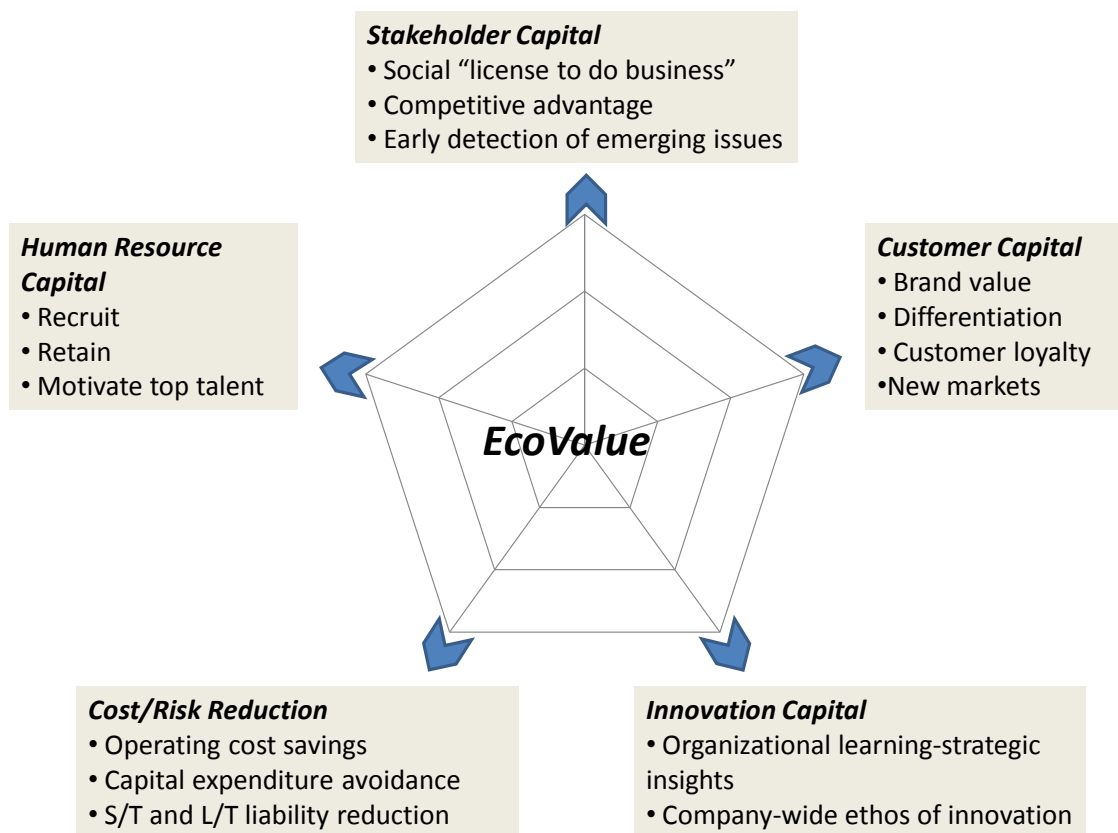 Stakeholder Capital
• Social “license to do business”
• Competitive advantage
• Early detection of emerging issues
Human Resource
Capital
• Recruit
• Retain
• Motivate top talent
Customer Capital
• Brand value
• Differentiation
• Customer loyalty
•New markets
EcoValue
Cost/Risk Reduction
• Operating cost savings
• Capital expenditure avoidance
• S/T and L/T liability reduction
Innovation Capital
• Organizational learning-strategic
insights
• Company-wide ethos of innovation